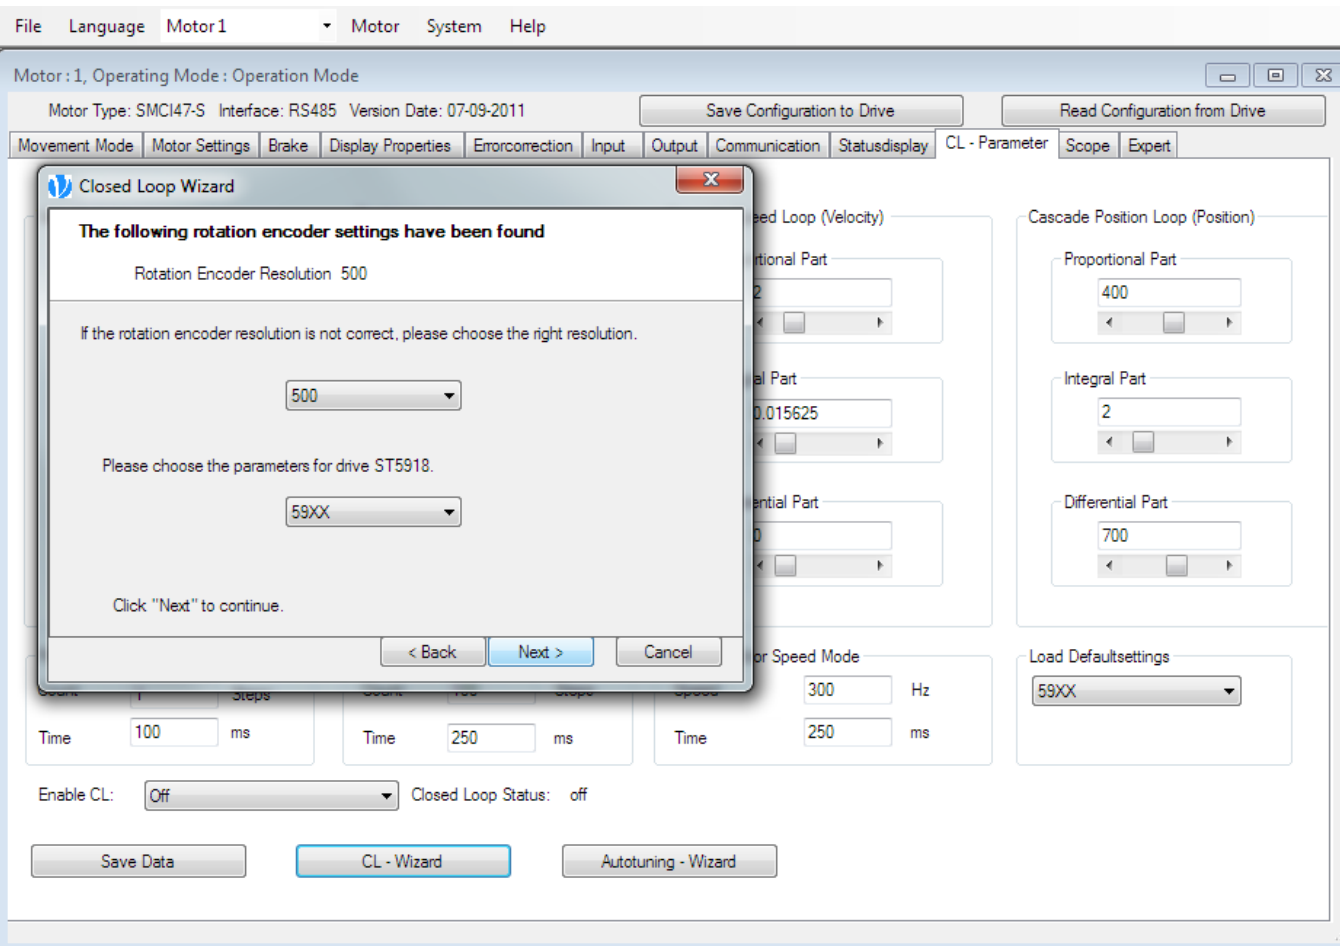 File Language Motor1 Motor System Help
Motor : 1, Operating Mode : Operation Mode
Motor Type: SMCI47-S Interface: RS485 Version Date: 07-09-2011 Save Configuration to Drive Read Configuration from Drive
Movement Mode Motor Settings Brake Display Properties Errorcorrection Input Output Communication Statusdisplay CL - Parameter Scope Expert
Closed Loop Wizard
The following rotation encoder settings have been found
Rotation Encoder Resolution 500
If the rotation encoder resolution is not correct, please choose the right resolution.
500
Please choose the parameters for drive ST5918.
59XX
Click "Next" to continue.
< Back Next > Cancel
Loop (Velocity)
Part
2
Part
0.015625
Part
0
Cascade Position Loop (Position)
Proportional Part
400
Integral Part
2
Differential Part
700
Steps
Time 100 ms
Time 250 ms
Speed Mode
300 Hz
Time 250 ms
Load Defaultsettings
59XX
Enable CL: Off Closed Loop Status: off
Save Data CL - Wizard Autotuning - Wizard